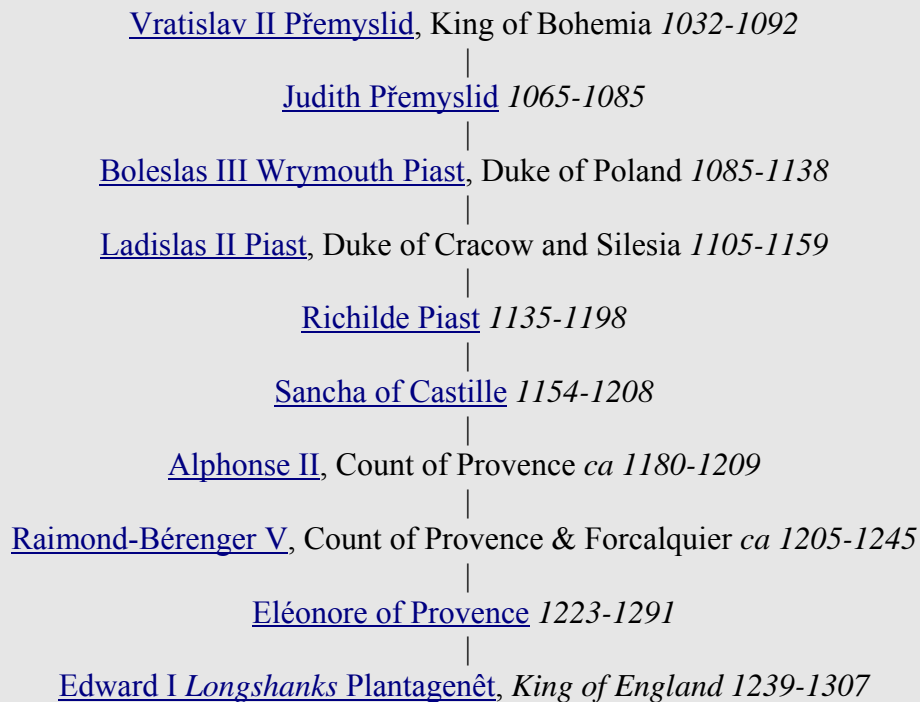 Vratislav II Přemyslid, King of Bohemia 1032-1092
|
Judith Přemyslid 1065-1085
|
Boleslas III Wrymouth Piast, Duke of Poland 1085-1138
|
Ladislas II Piast, Duke of Cracow and Silesia 1105-1159
|
Richilde Piast 1135-1198
|
Sancha of Castille 1154-1208
|
Alphonse II, Count of Provence ca 1180-1209
|
Raimond-Bérenger V, Count of Provence & Forcalquier ca 1205-1245
|
Eléonore of Provence 1223-1291
|
Edward I Longshanks Plantagenêt, King of England 1239-1307